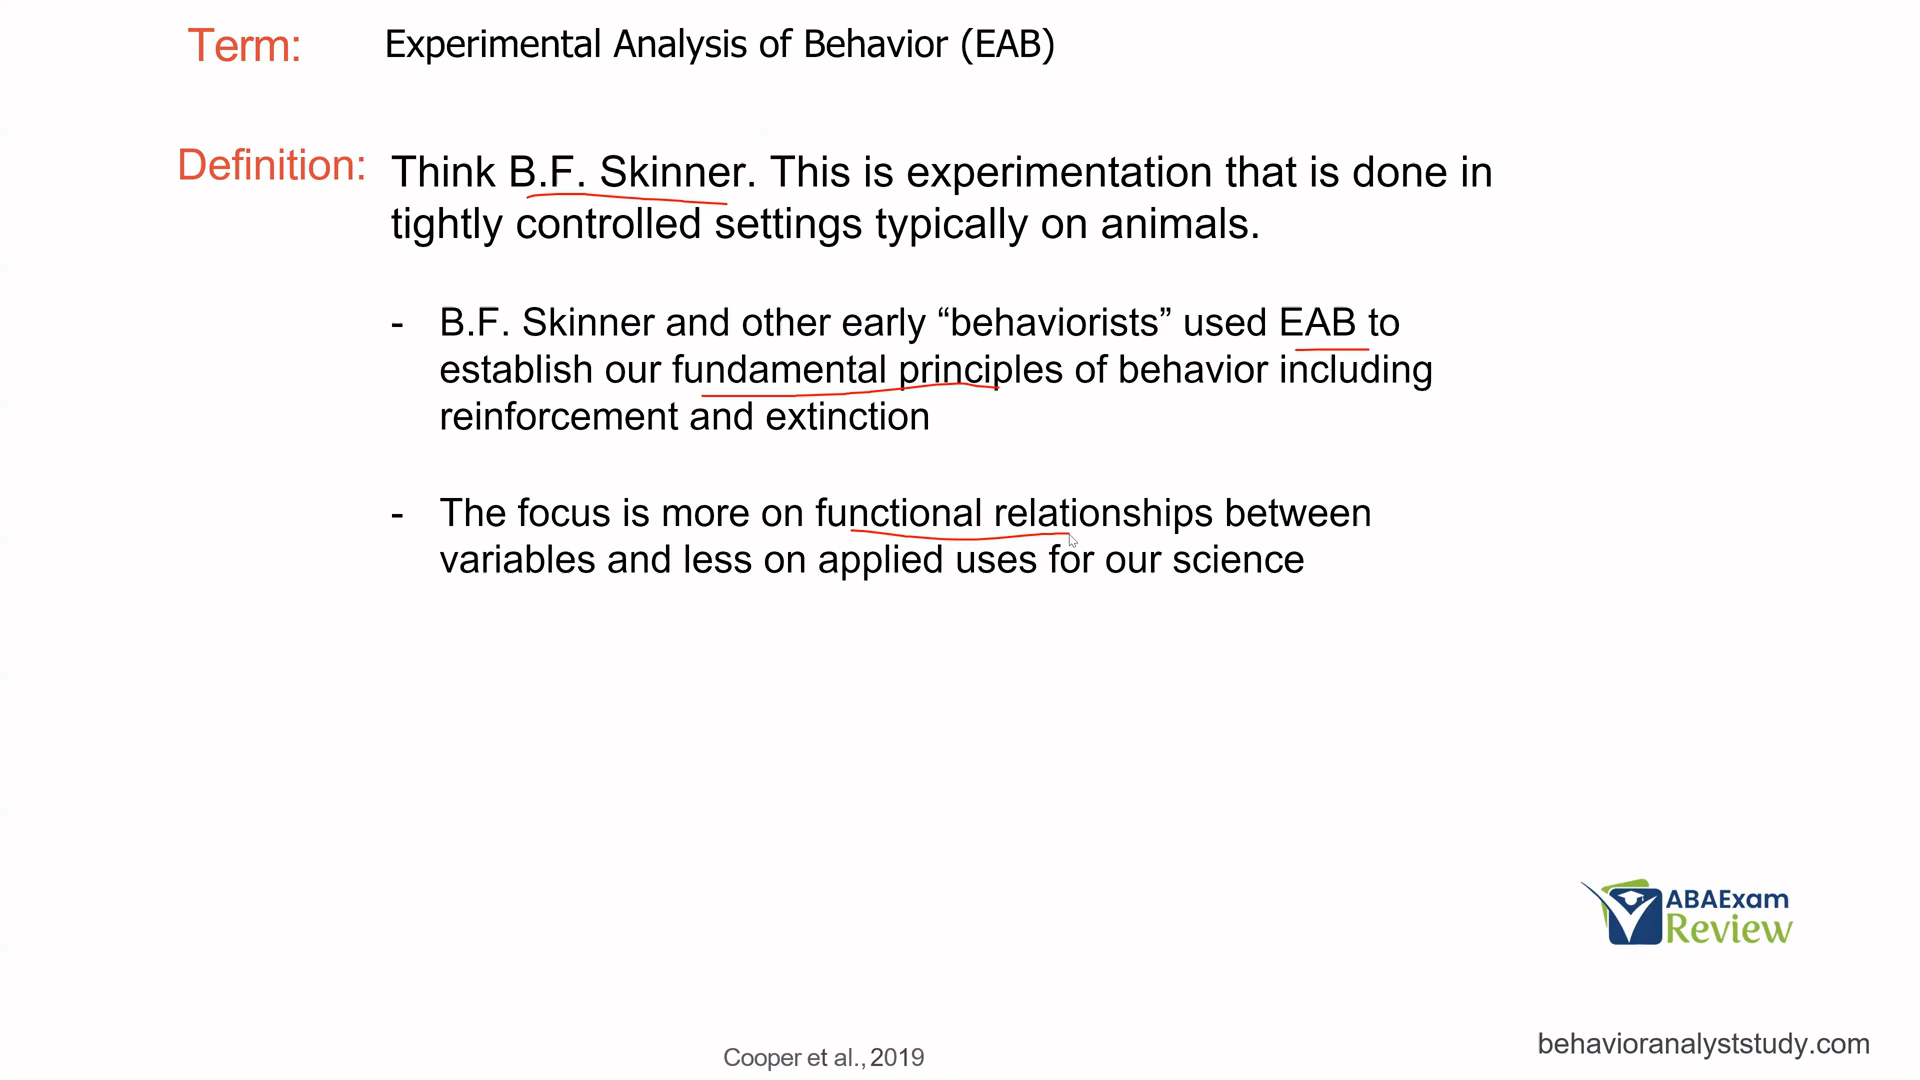 Term: Experimental Analysis of Behavior (EAB)
Definition: Think B.F. Skinner. This is experimentation that is done in
tightly controlled settings typically on animals.
- B.F. Skinner and other early “behaviorists” used EAB to
establish our fundamental principles of behavior including
reinforcement and extinction
- The focus is more on functional relationships between
variables and less on applied uses for our science
ABAExam
Review
behavioranalyststudy.com
Cooper et al., 2019